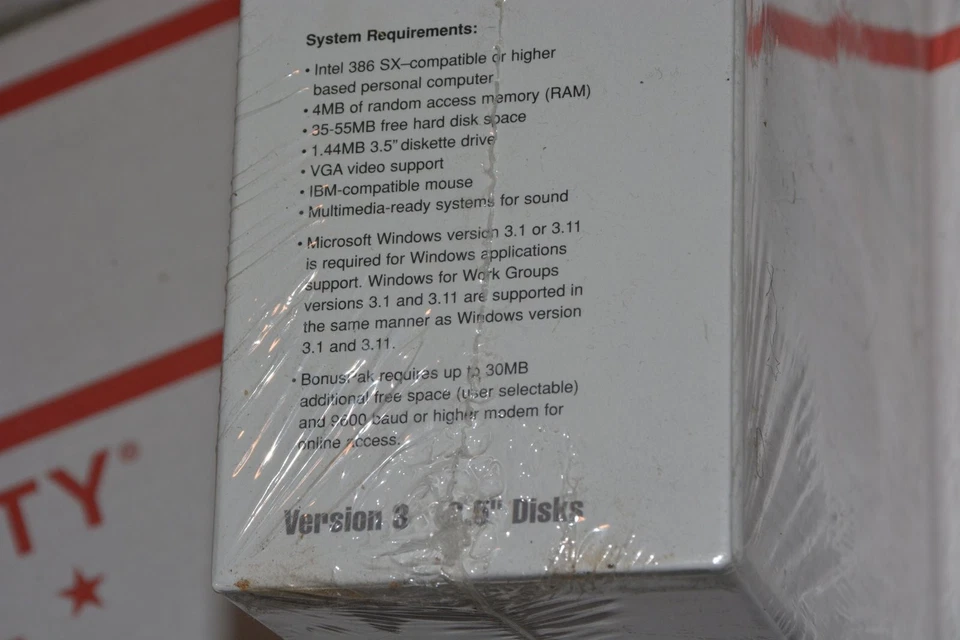 System Requirements:
• Intel 386 SX–compatible or higher
based personal computer
• 4MB of random access memory (RAM)
• 35-55MB free hard disk space
• 1.44MB 3.5" diskette drive
• VGA video support
• IBM-compatible mouse
• Multimedia-ready systems for sound
• Microsoft Windows version 3.1 or 3.11
is required for Windows applications
support. Windows for Work Groups
versions 3.1 and 3.11 are supported in
the same manner as Windows version
3.1 and 3.11.
• BonusPak requires up to 30MB
additional free space (user selectable)
and 9600 baud or higher modem for
online access.
Version 3 3.5" Disks
TY®